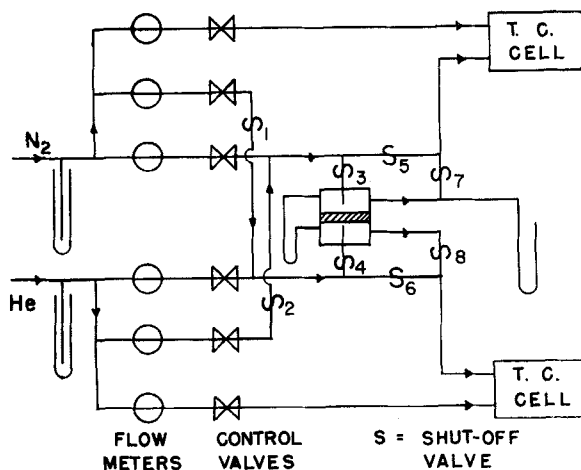 T. C.
CELL
S1
N2
S5
S3
S7
S4
S8
He
S2
S6
T. C.
CELL
FLOW
METERS
CONTROL
VALVES
S = SHUT-OFF
VALVE